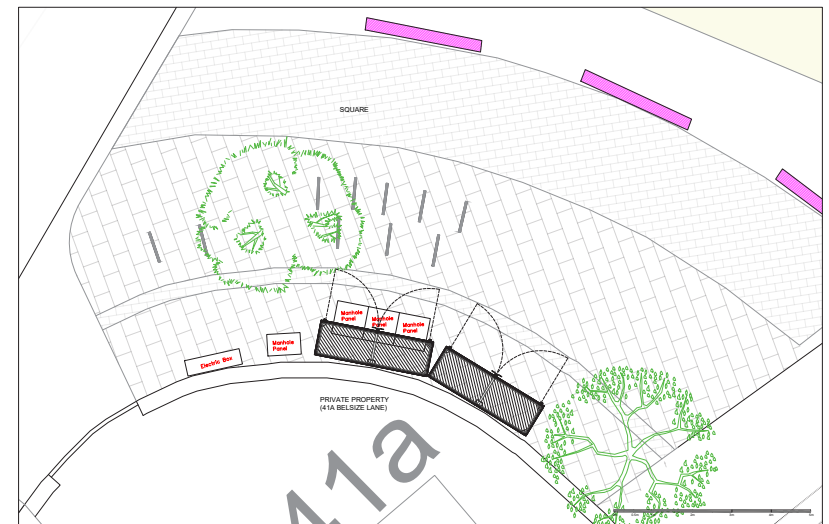 SQUARE
Manhole
Panel
Manhole
Panel
Manhole
Panel
Manhole
Panel
Electric Box
PRIVATE PROPERTY
(41A BELSIZE LANE)
41a